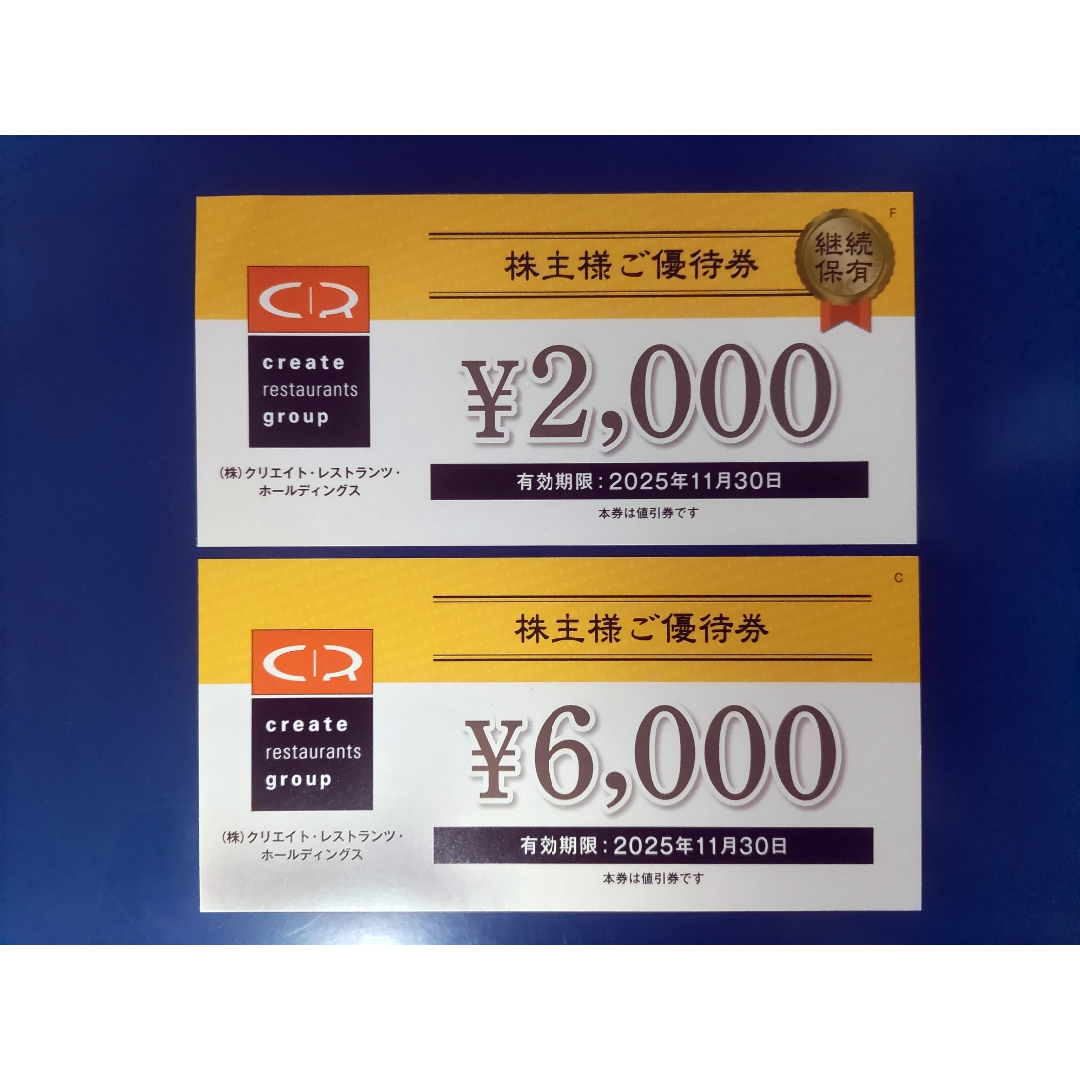 F
株主様ご優待券
継続
保有
CR
create
restaurants
group
¥2,000
(株)クリエイト・レストランツ・
ホールディングス
有効期限:2025年11月30日
本券は値引券です
C
株主様ご優待券
CR
create
restaurants
group
¥6,000
(株)クリエイト・レストランツ・
ホールディングス
有効期限:2025年11月30日
本券は値引券です